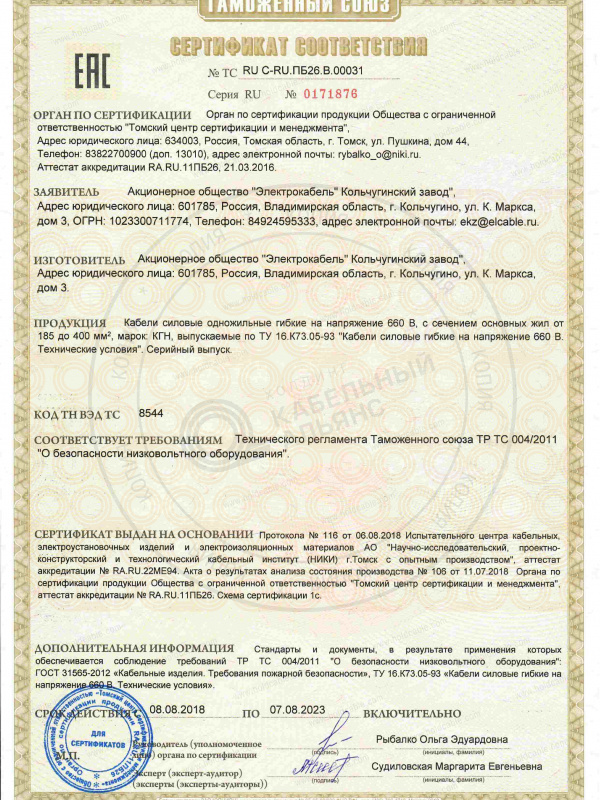 ТАМОЖЕННЫЙ СОЮЗ
СЕРТИФИКАТ СООТВЕТСТВИЯ
EAC
№ ТС RU С-RU.ПБ26.В.00031
Серия RU № 0171876
ОРГАН ПО СЕРТИФИКАЦИИ Орган по сертификации продукции Общества с ограниченной
ответственностью "Томский центр сертификации и менеджмента",
Адрес юридического лица: 634003, Россия, Томская область, г. Томск, ул. Пушкина, дом 44,
Телефон: 83822700900 (доп. 13010), адрес электронной почты: rybalko_o@niki.ru.
Аттестат аккредитации RA.RU.11ПБ26, 21.03.2016.
ЗАЯВИТЕЛЬ Акционерное общество "Электрокабель" Кольчугинский завод",
Адрес юридического лица: 601785, Россия, Владимирская область, г. Кольчугино, ул. К. Маркса,
дом 3, ОГРН: 1023300711774, Телефон: 84924595333, адрес электронной почты: ekz@elcable.ru.
ИЗГОТОВИТЕЛЬ Акционерное общество "Электрокабель" Кольчугинский завод",
Адрес юридического лица: 601785, Россия, Владимирская область, г. Кольчугино, ул. К. Маркса,
дом 3.
ПРОДУКЦИЯ Кабели силовые одножильные гибкие на напряжение 660 В, с сечением основных жил от
185 до 400 мм², марок: КГН, выпускаемые по ТУ 16.К73.05-93 "Кабели силовые гибкие на напряжение 660 В.
Технические условия". Серийный выпуск.
КОПИЯ
КАБЕЛЬНЫЙ
АЛЬЯНС
КОД ТН ВЭД ТС 8544
СООТВЕТСТВУЕТ ТРЕБОВАНИЯМ Технического регламента Таможенного союза ТР ТС 004/2011
"О безопасности низковольтного оборудования".
СЕРТИФИКАТ ВЫДАН НА ОСНОВАНИИ Протокола № 116 от 06.08.2018 Испытательного центра кабельных,
электроустановочных изделий и электроизоляционных материалов АО "Научно-исследовательский, проектно-
конструкторский и технологический кабельный институт (НИКИ) г.Томск с опытным производством", аттестат
аккредитации № RA.RU.22МЕ94. Акта о результатах анализа состояния производства № 106 от 11.07.2018 Органа по
сертификации продукции Общества с ограниченной ответственностью "Томский центр сертификации и менеджмента",
аттестат аккредитации № RA.RU.11ПБ26. Схема сертификации 1с.
ДОПОЛНИТЕЛЬНАЯ ИНФОРМАЦИЯ Стандарты и документы, в результате применения которых
обеспечивается соблюдение требований ТР ТС 004/2011 "О безопасности низковольтного оборудования":
ГОСТ 31565-2012 «Кабельные изделия. Требования пожарной безопасности», ТУ 16.К73.05-93 «Кабели силовые гибкие на
напряжение 660 В. Технические условия».
СРОК ДЕЙСТВИЯ С 08.08.2018 ПО 07.08.2023 ВКЛЮЧИТЕЛЬНО
ДЛЯ
СЕРТИФИКАТОВ
М.П.
Руководитель (уполномоченное
лицо) органа по сертификации
(подпись)
Рыбалко Ольга Эдуардовна
(инициалы, фамилия)
Эксперт (эксперт-аудитор)
(эксперты (эксперты-аудиторы))
(подпись)
Судиловская Маргарита Евгеньевна
(инициалы, фамилия)